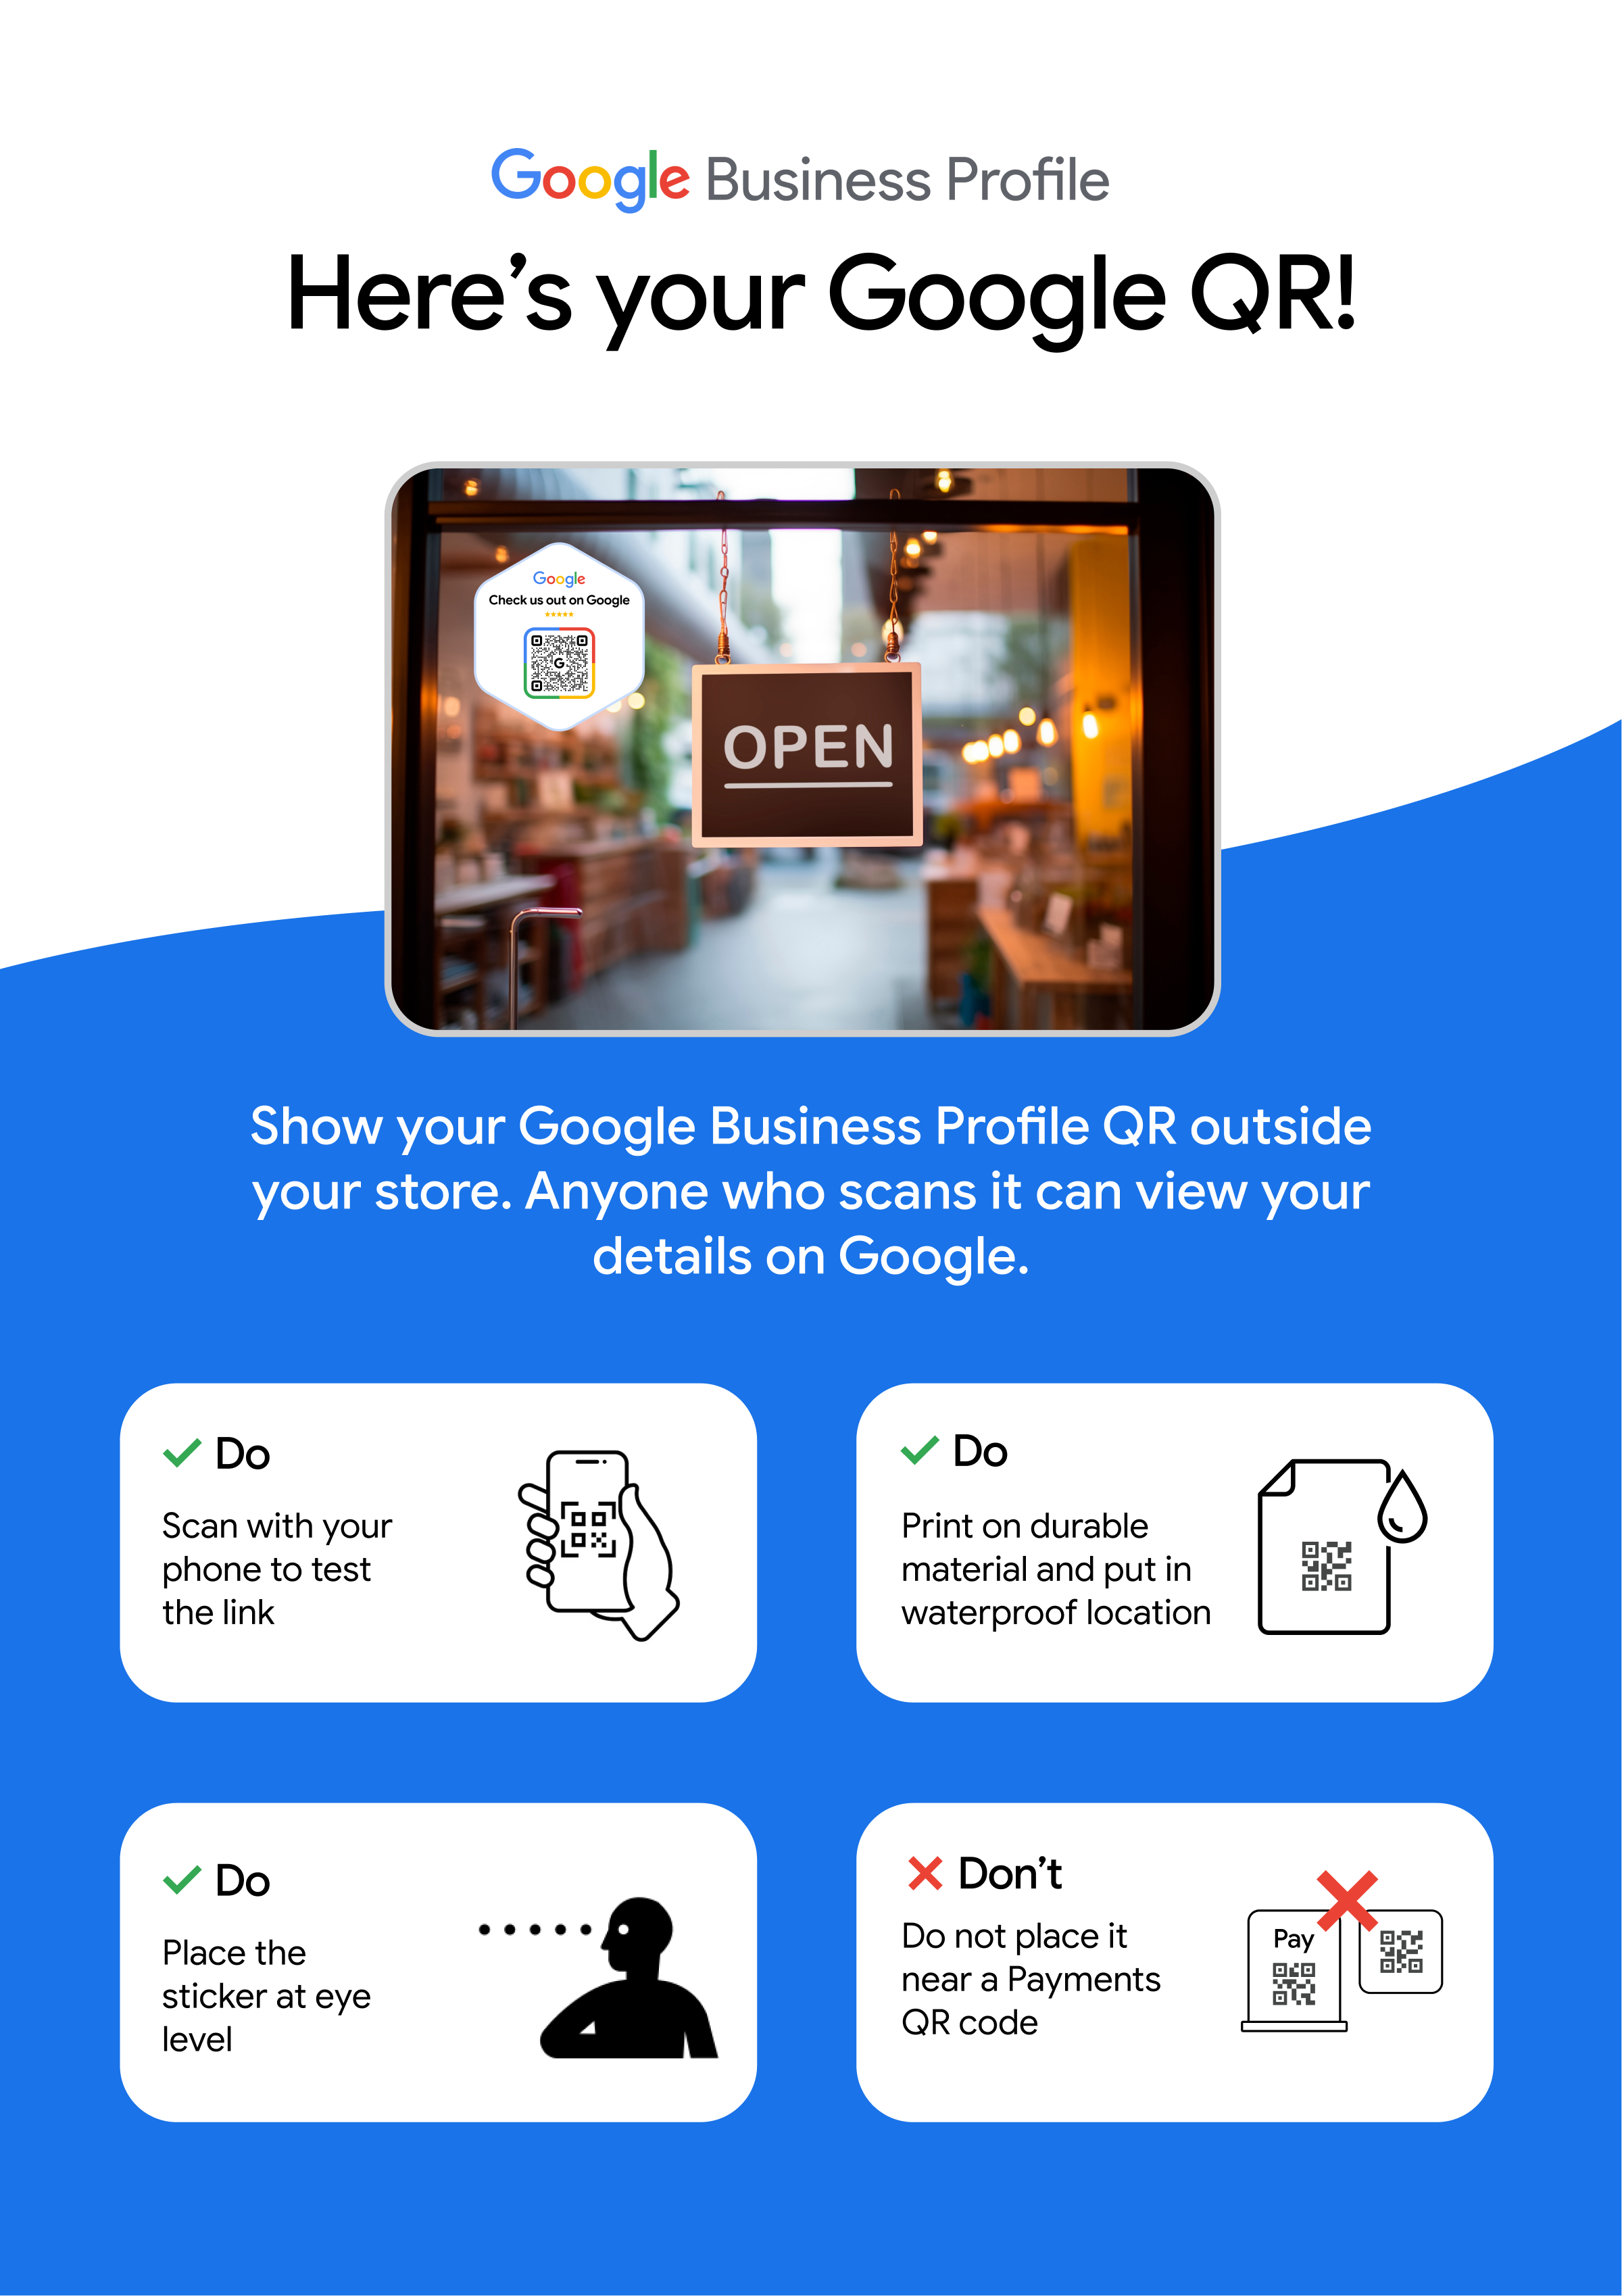 Google Business Profile
Here's your Google QR!
Google
Check us out on Google
G
OPEN
Show your Google Business Profile QR outside
your store. Anyone who scans it can view your
details on Google.
Do
Scan with your
phone to test
the link
Do
Print on durable
material and put in
waterproof location
Do
Place the
sticker at eye
level
Don't
Do not place it
near a Payments
QR code
Pay